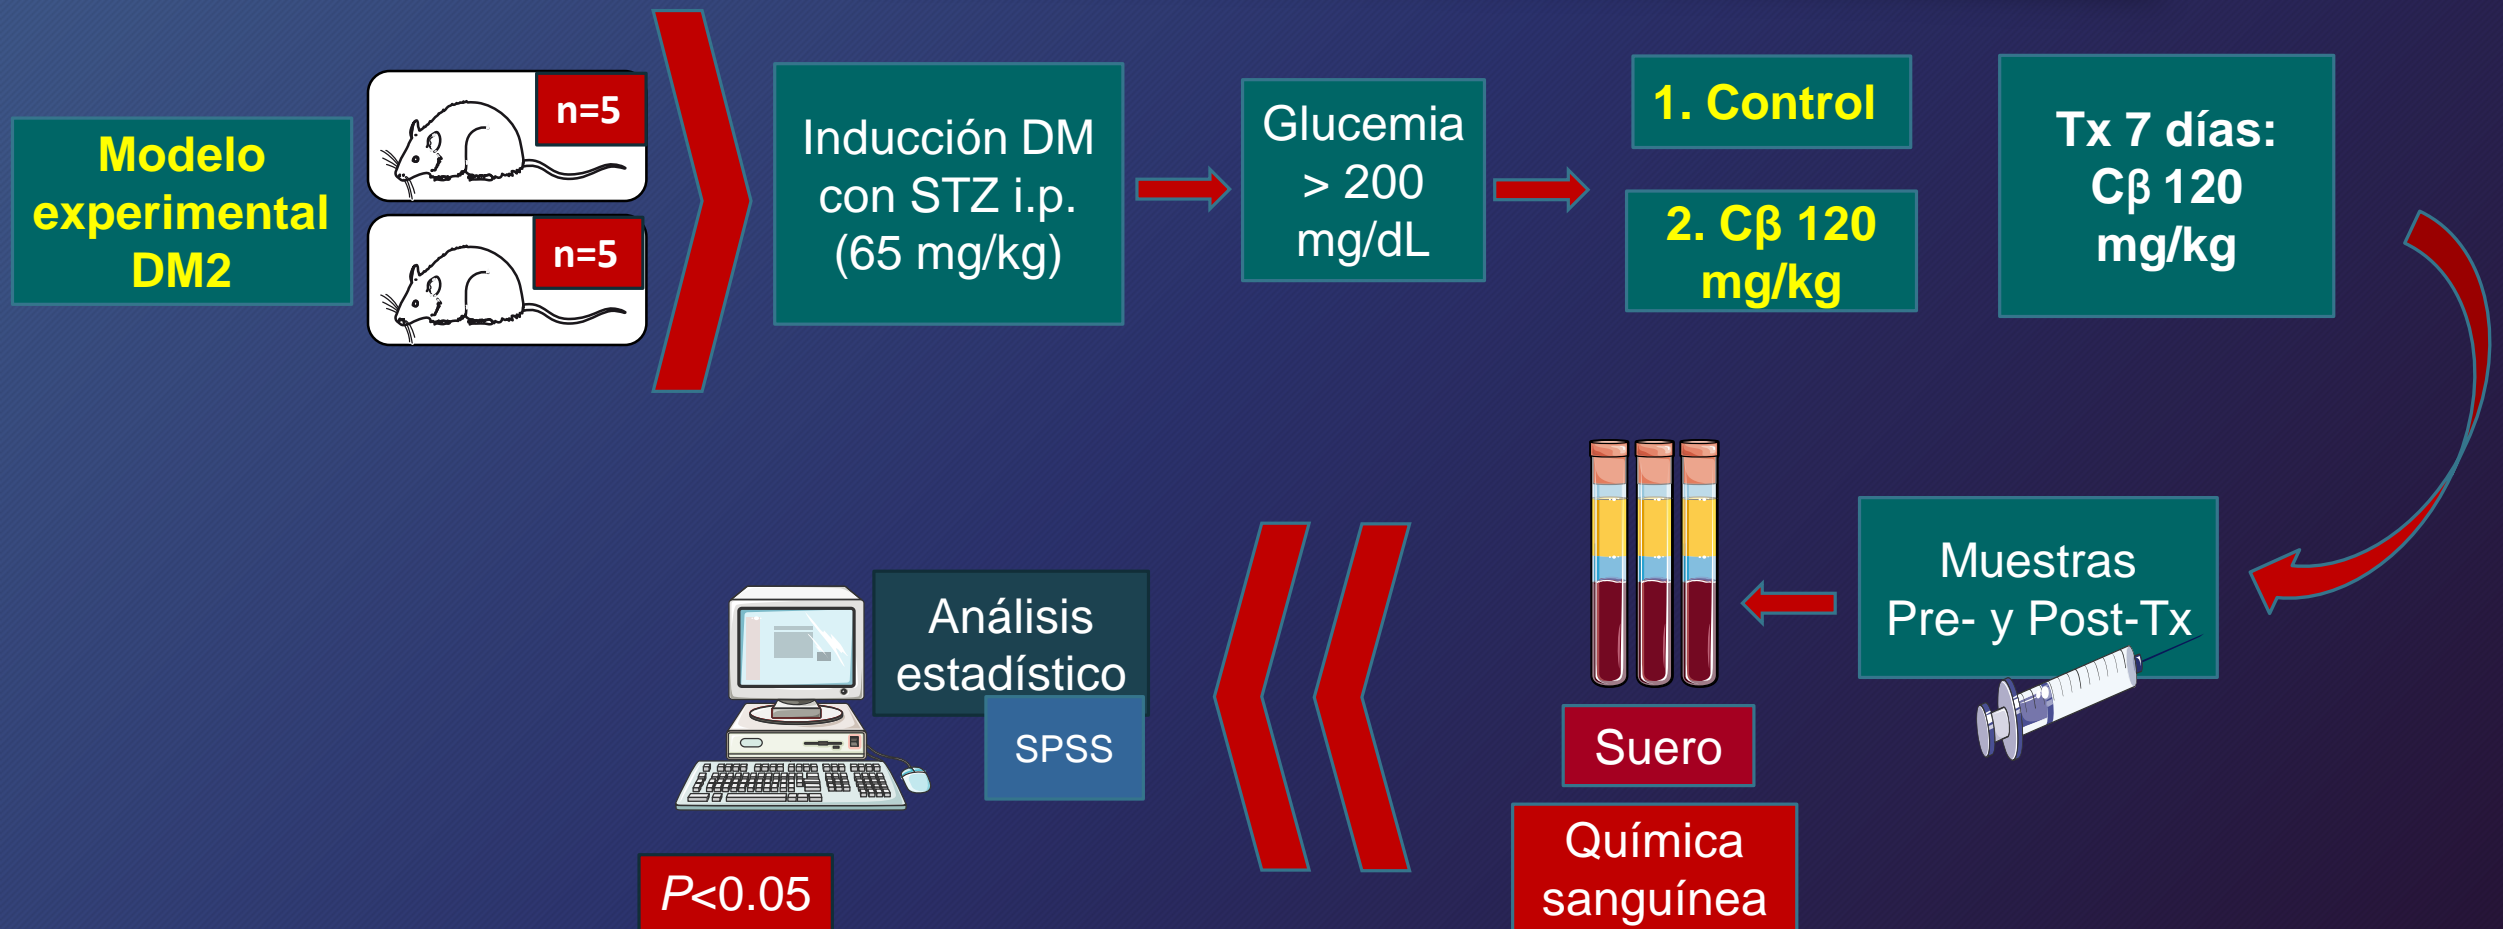 Modelo
experimental
DM2
n=5
n=5
Inducción DM
con STZ i.p.
(65 mg/kg)
Glucemia
> 200
mg/dL
1. Control
2. Cβ 120
mg/kg
Tx 7 días:
Cβ 120
mg/kg
Muestras
Pre- y Post-Tx
Suero
Química
sanguínea
Análisis
estadístico
SPSS
P<0.05